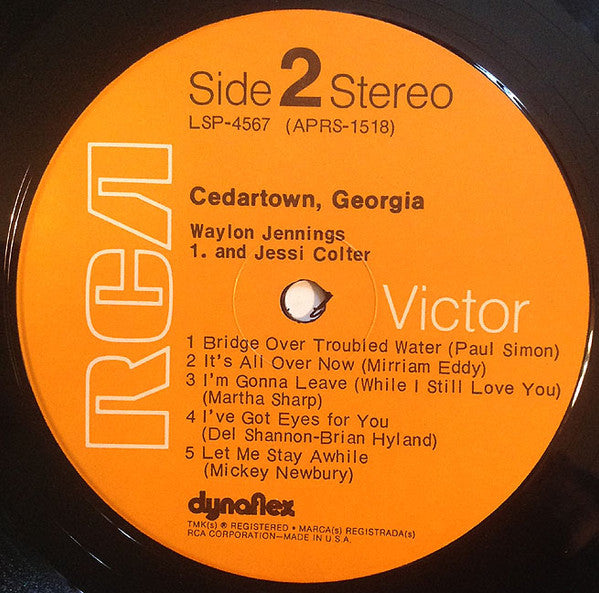 Side 2 Stereo
LSP-4567 (APRS-1518)
Cedartown, Georgia
Waylon Jennings
1. and Jessi Colter
RCA
Victor
1 Bridge Over Troubled Water (Paul Simon)
2 It's All Over Now (Mirriam Eddy)
3 I'm Gonna Leave (While I Still Love You)
(Martha Sharp)
4 I've Got Eyes for You
(Del Shannon-Brian Hyland)
5 Let Me Stay Awhile
(Mickey Newbury)
dynaflex
TMK(s) ® REGISTERED • MARCA(s) REGISTRADA(s)
RCA CORPORATION—MADE IN U.S.A.